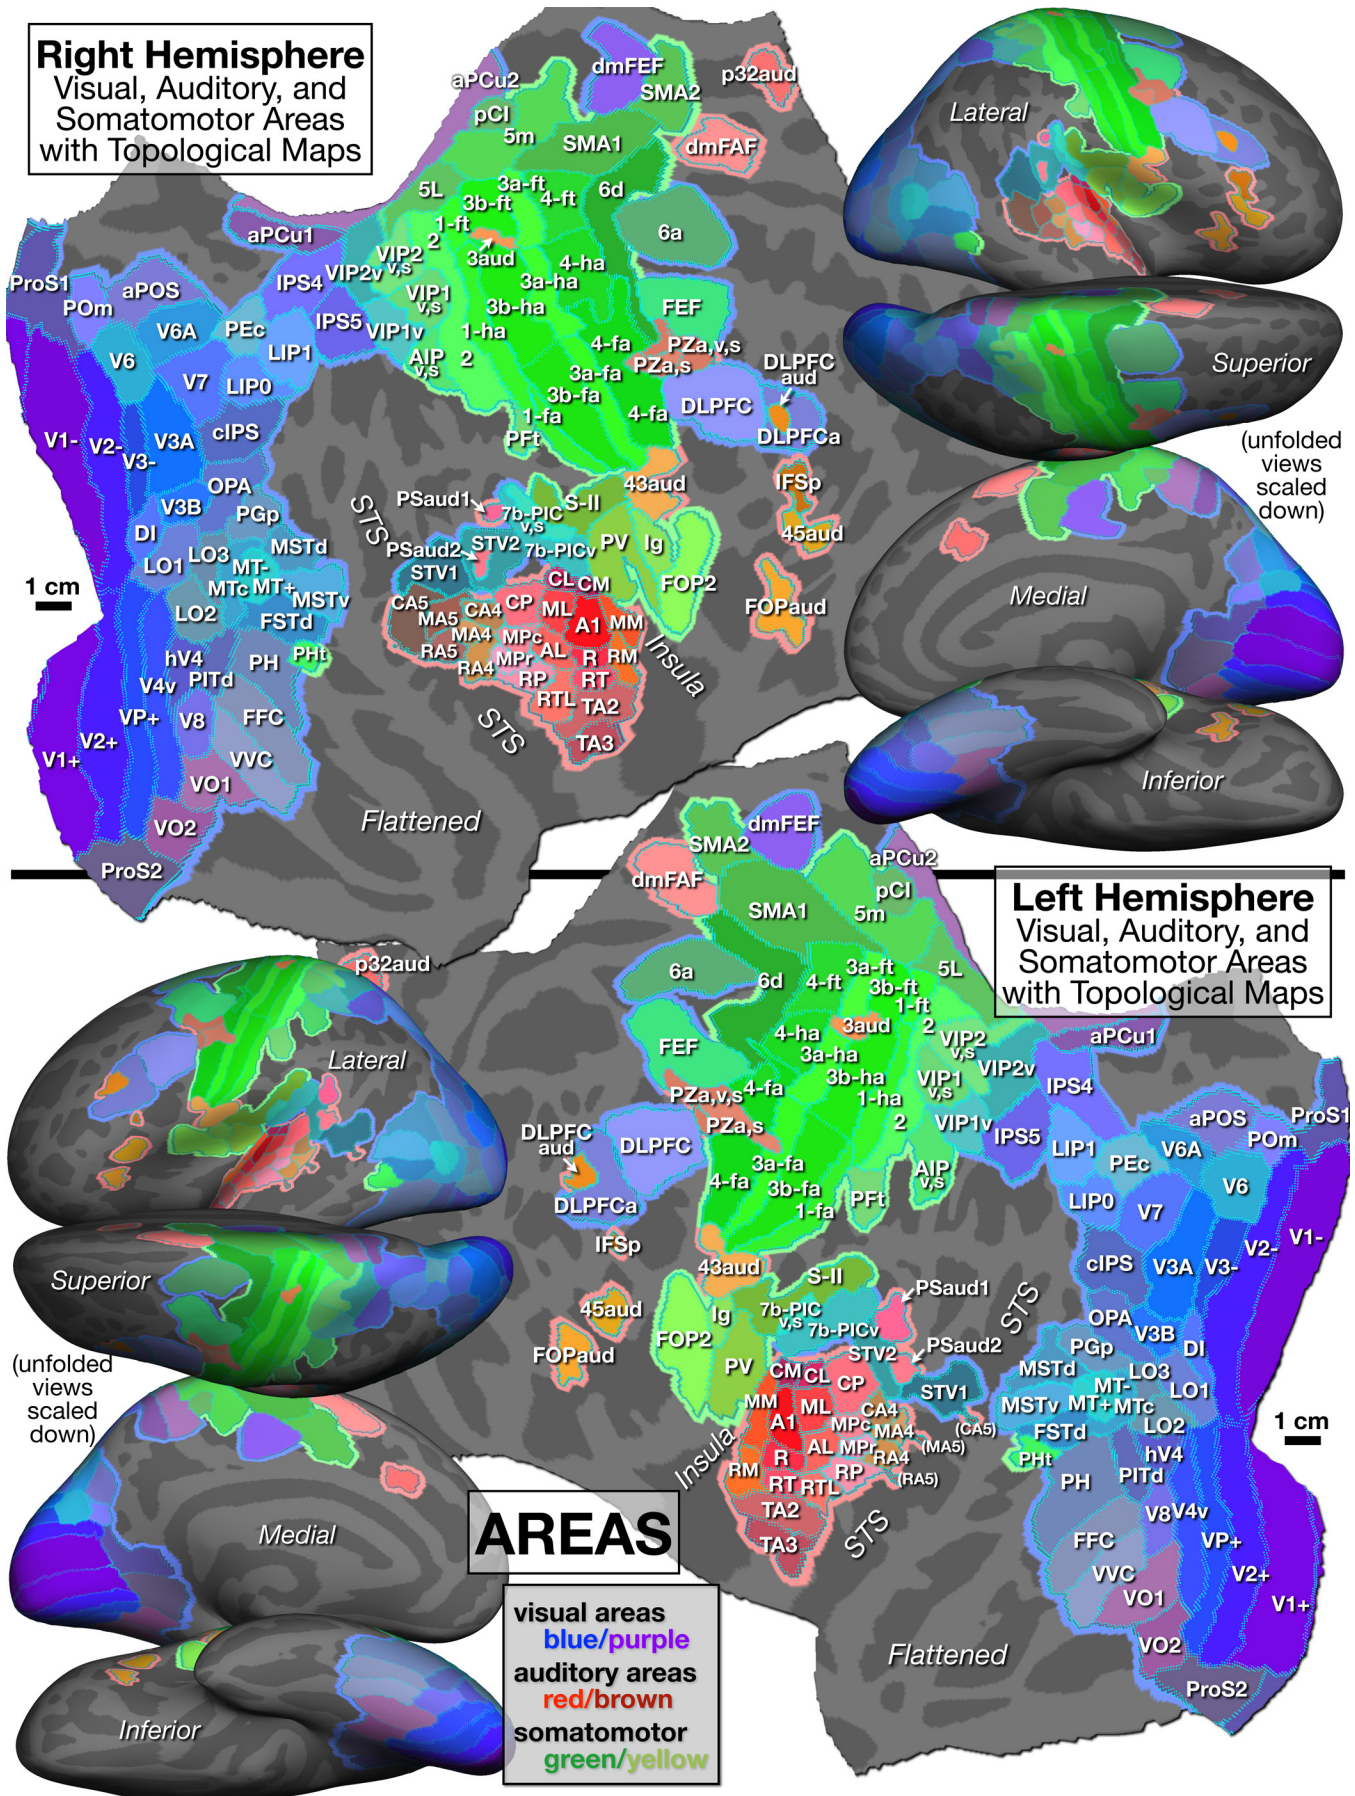 Right Hemisphere
Visual, Auditory, and
Somatomotor Areas
with Topological Maps
aPCu2
dmFEF
p32aud
SMA2
pCI
5m
SMA1
dmFAF
Lateral
5L
3a-ft
6d
3b-ft
4-ft
1-ft
aPCu1
2
6a
VIP2
v,s
3aud
ProS1
POm
aPOS
IPS4
VIP2v
4-ha
3a-ha
VIP1
v,s
3b-ha
FEF
V6A
PEc
IPS5
VIP1v
1-ha
V6
LIP1
AIP
v,s
2
4-fa
PZa,v,s
PZa,s
DLPFC
aud
Superior
V7
LIP0
3a-fa
3b-fa
DLPFC
1-fa
4-fa
DLPFCa
V1-
V2-
V3-
V3A
cIPS
PFt
(unfolded
views
scaled
down)
OPA
43aud
IFSp
V3B
PGp
STS
PSaud1
7b-PIC
v,s
S-II
45aud
DI
LO3
MSTd
PSaud2
STV2
7b-PICv
PV
Ig
LO1
MT-
STV1
CL
CM
FOP2
1 cm
MTc
MT+
MSTv
CA5
CA4
CP
ML
FOPaud
Medial
LO2
FSTd
MA5
MA4
MPc
A1
MM
hV4
PH
PHt
RA5
RA4
MPr
AL
R
RM
V4v
PITd
RP
RT
Insula
VP+
V8
FFC
RTL
TA2
V2+
STS
TA3
V1+
VVC
VO1
Inferior
VO2
Flattened
ProS2
dmFEF
SMA2
aPCu2
dmFAF
pCI
Left Hemisphere
Visual, Auditory, and
Somatomotor Areas
with Topological Maps
SMA1
5m
p32aud
6a
6d
4-ft
3a-ft
3b-ft
5L
1-ft
3aud
2
aPCu1
Lateral
FEF
4-ha
3a-ha
VIP2
v,s
VIP2v
3b-ha
VIP1
v,s
IPS4
PZa,v,s
4-fa
1-ha
aPOS
ProS1
PZa,s
2
VIP1v
IPS5
POm
DLPFC
aud
DLPFC
LIP1
PEc
V6A
3a-fa
AIP
v,s
4-fa
3b-fa
PFt
V6
DLPFCa
1-fa
LIP0
V7
IFSp
V1-
V2-
43aud
S-II
cIPS
V3A
V3-
Superior
PSaud1
STS
45aud
Ig
7b-PIC
v,s
7b-PICv
OPA
V3B
FOP2
PSaud2
PGp
DI
FOPaud
PV
STV2
MSTd
LO3
(unfolded
views
scaled
down)
CM
CL
CP
STV1
MT-
LO1
MM
ML
CA4
MSTv
MT+
MTc
A1
MPc
MA4
(CA5)
FSTd
LO2
1 cm
Insula
R
AL
MPr
RA4
(MA5)
PHt
hV4
RM
RP
(RA5)
PH
PITd
RT
RTL
TA2
STS
V8
V4v
TA3
FFC
VP+
Medial
AREAS
VVC
V2+
VO1
V1+
visual areas
blue/purple
VO2
auditory areas
red/brown
Flattened
ProS2
somatomotor
green/yellow
Inferior